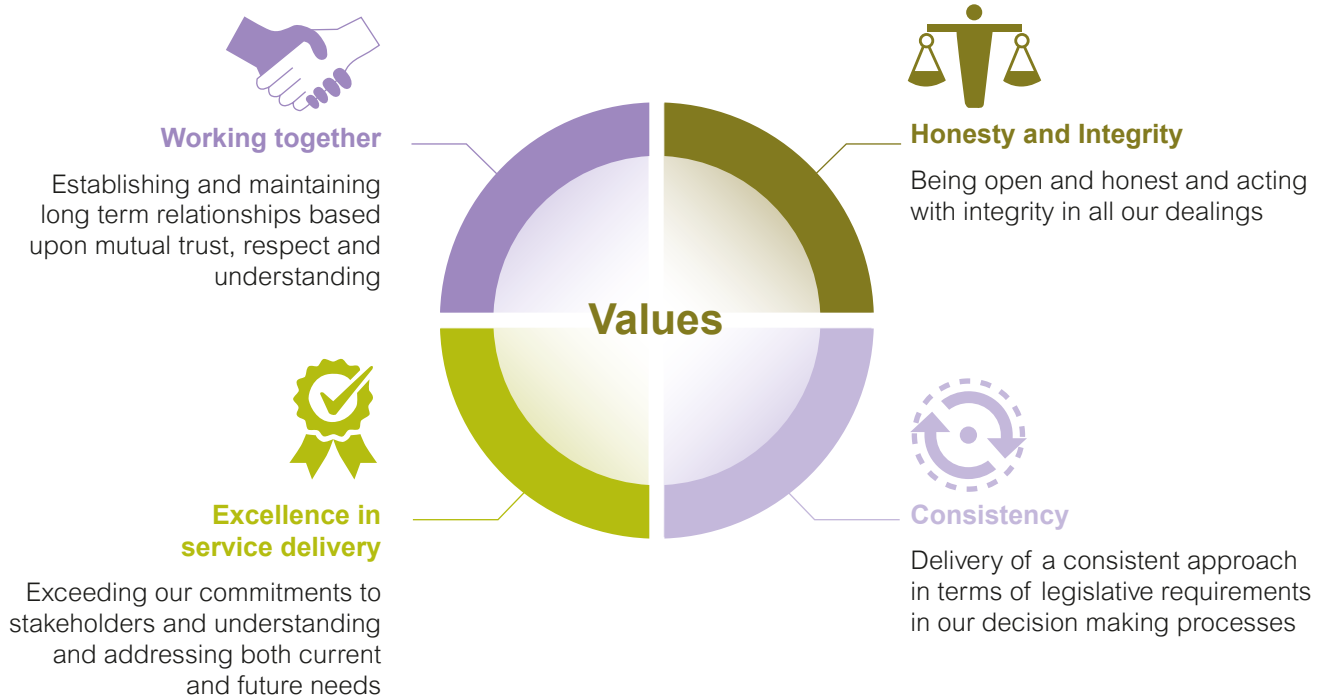 Working together
Establishing and maintaining
long term relationships based
upon mutual trust, respect and
understanding
Honesty and Integrity
Being open and honest and acting
with integrity in all our dealings
Values
Excellence in
service delivery
Exceeding our commitments to
stakeholders and understanding
and addressing both current
and future needs
Consistency
Delivery of a consistent approach
in terms of legislative requirements
in our decision making processes